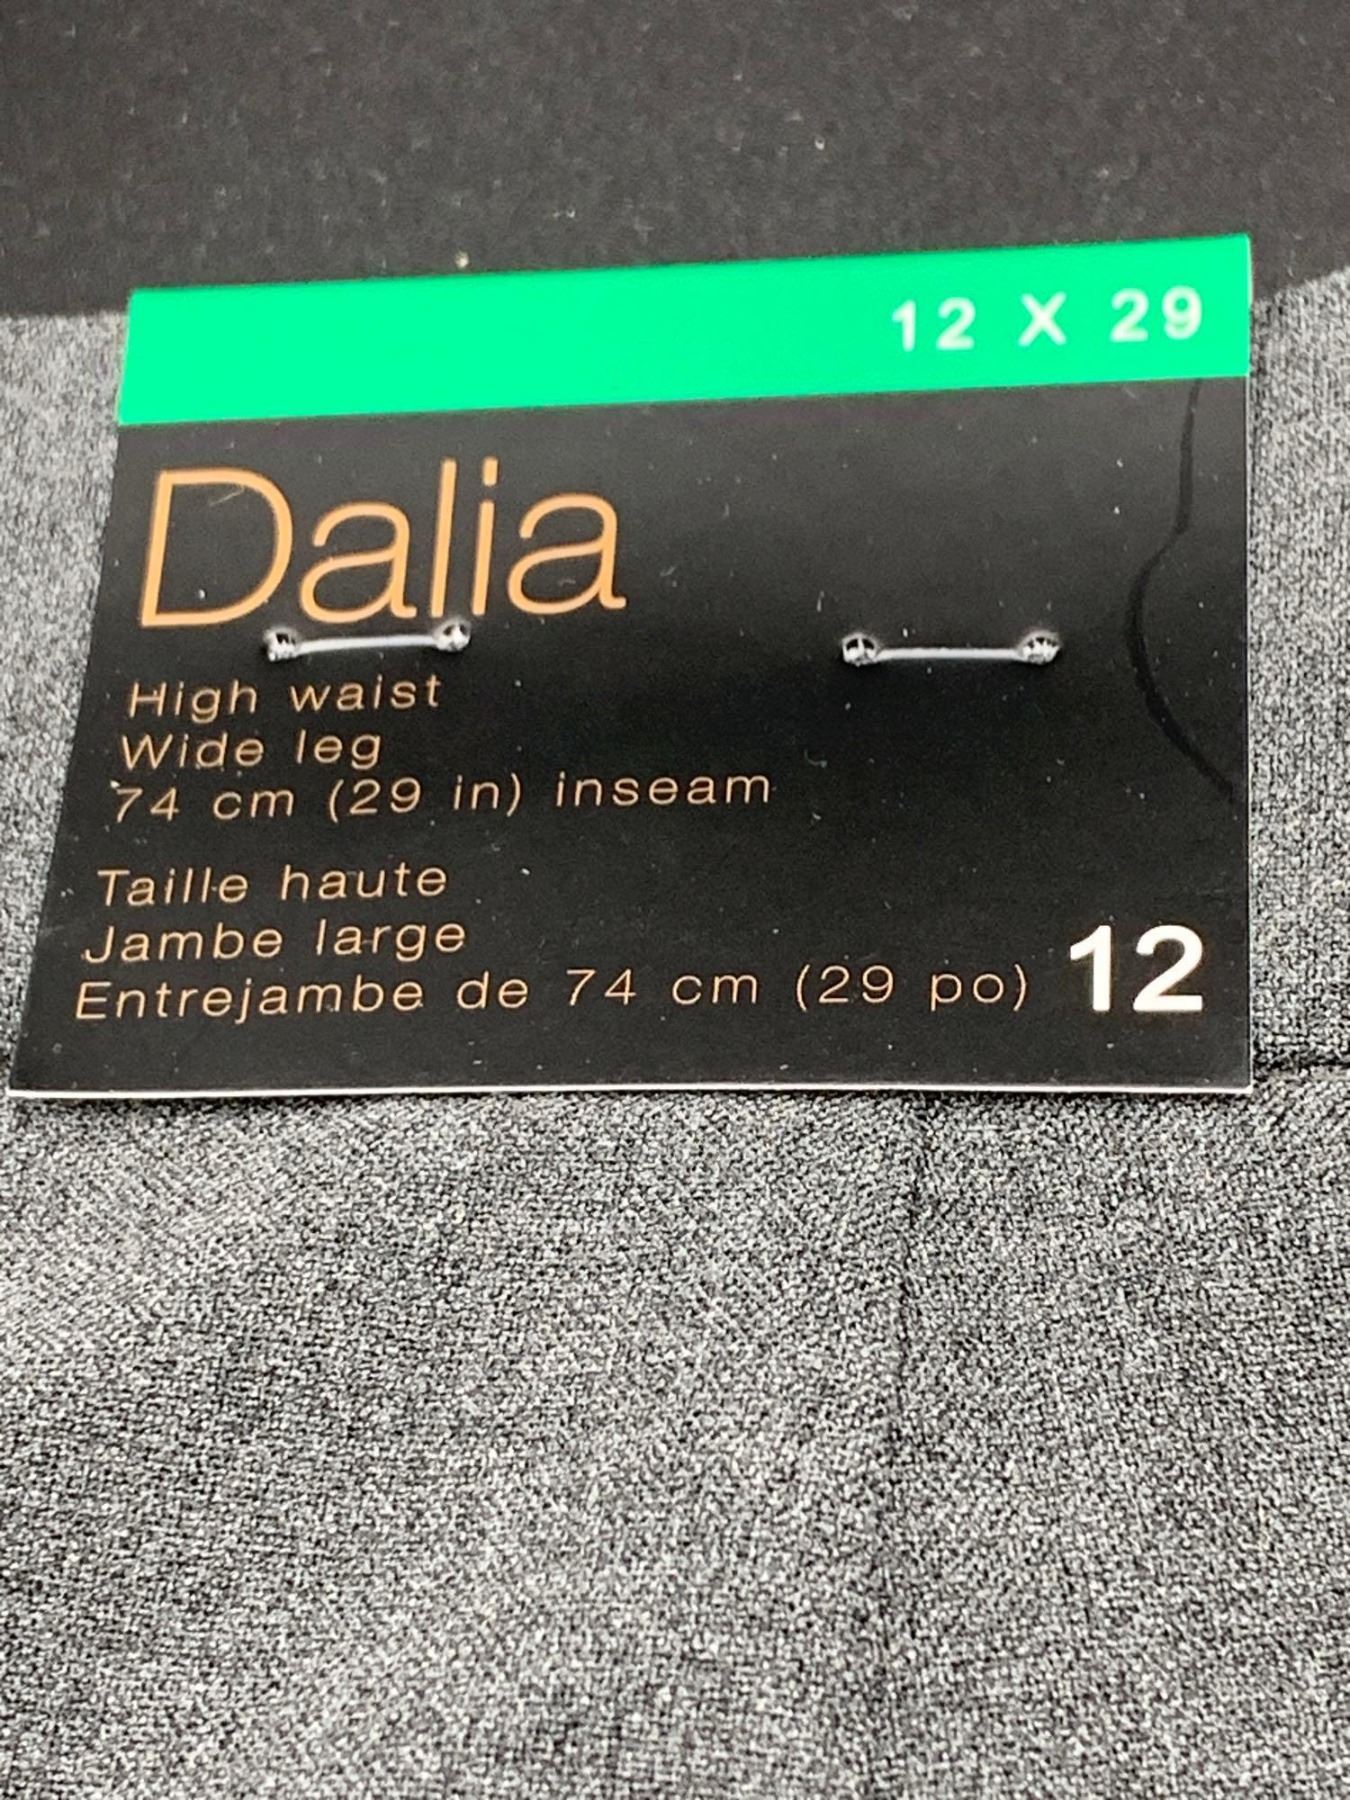 12 X 29
Dalia
High waist
Wide leg
74 cm (29 in) inseam
Taille haute
Jambe large
Entrejambe de 74 cm (29 po)
12